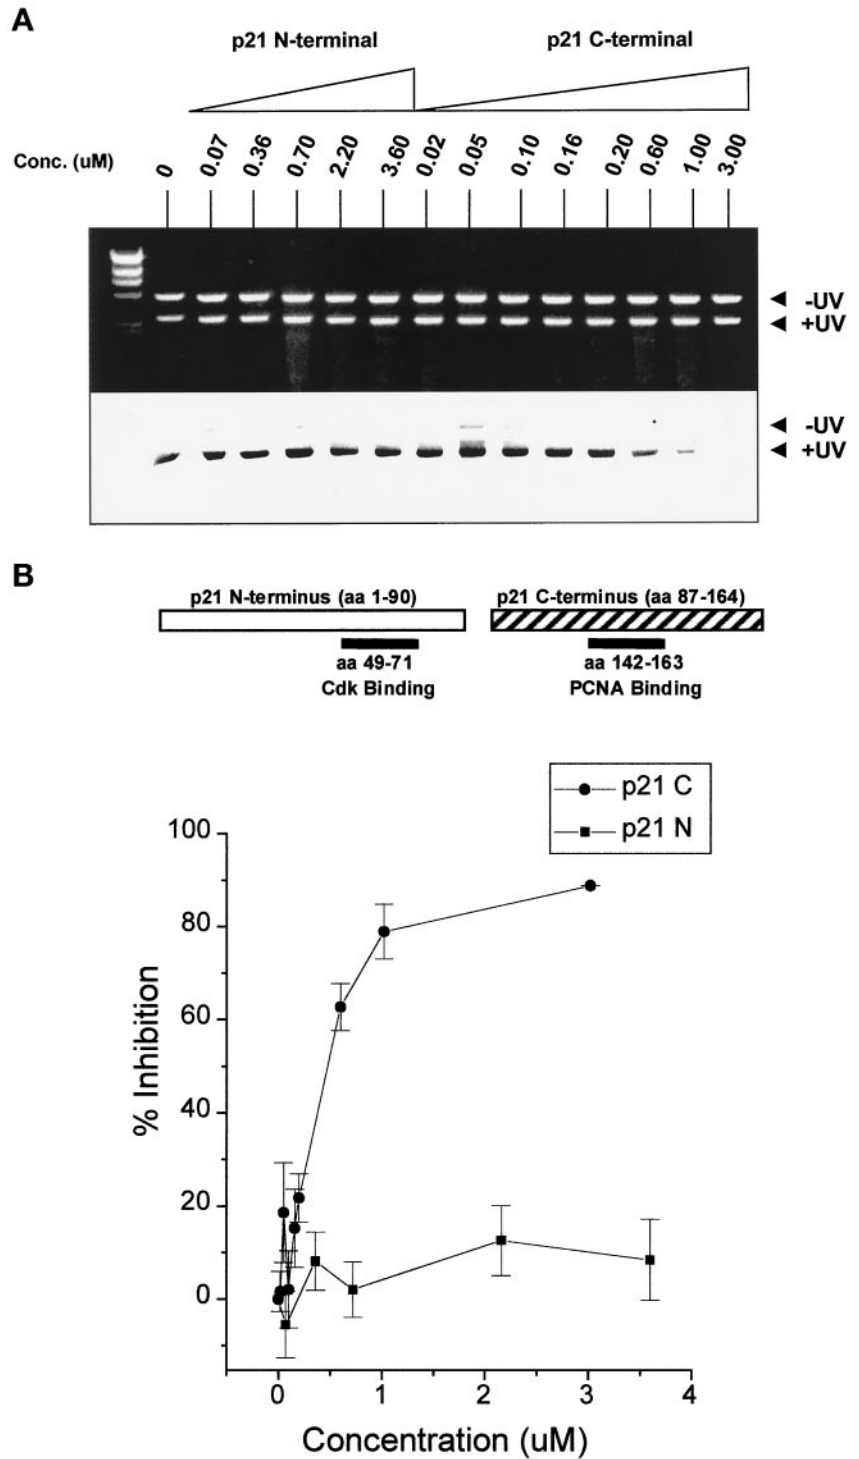 A
p21 N-terminal p21 C-terminal
Conc. (uM) 0 0.07 0.36 0.70 2.20 3.60 0.02 0.05 0.10 0.16 0.20 0.60 1.00 3.00
◄ -UV
◄ +UV
◄ -UV
◄ +UV
B
p21 N-terminus (aa 1-90) p21 C-terminus (aa 87-164)
aa 49-71 aa 142-163
Cdk Binding PCNA Binding
p21 C
p21 N
100
80
60
40
20
0
% Inhibition
0 1 2 3 4
Concentration (uM)